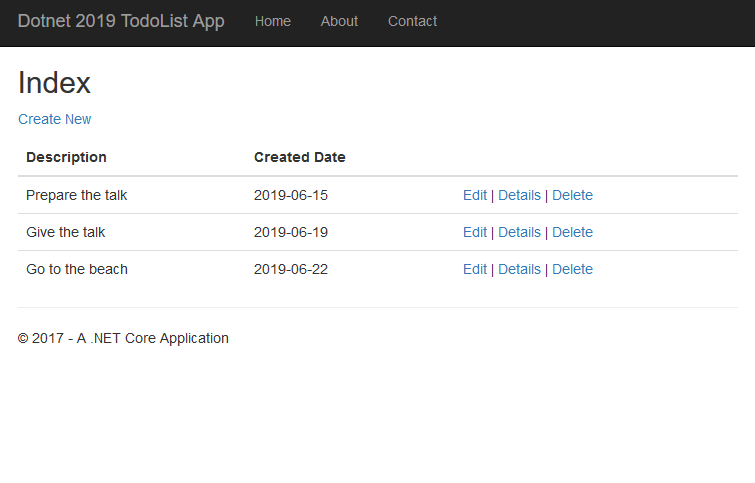 Dotnet 2019 TodoList App Home About Contact
Index
Create New
Description Created Date
Prepare the talk 2019-06-15 Edit | Details | Delete
Give the talk 2019-06-19 Edit | Details | Delete
Go to the beach 2019-06-22 Edit | Details | Delete
© 2017 - A .NET Core Application